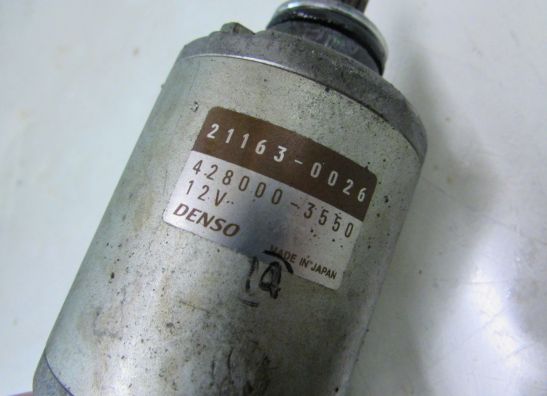 21163-0026
428000-3550
12V
DENSO
MADE IN JAPAN